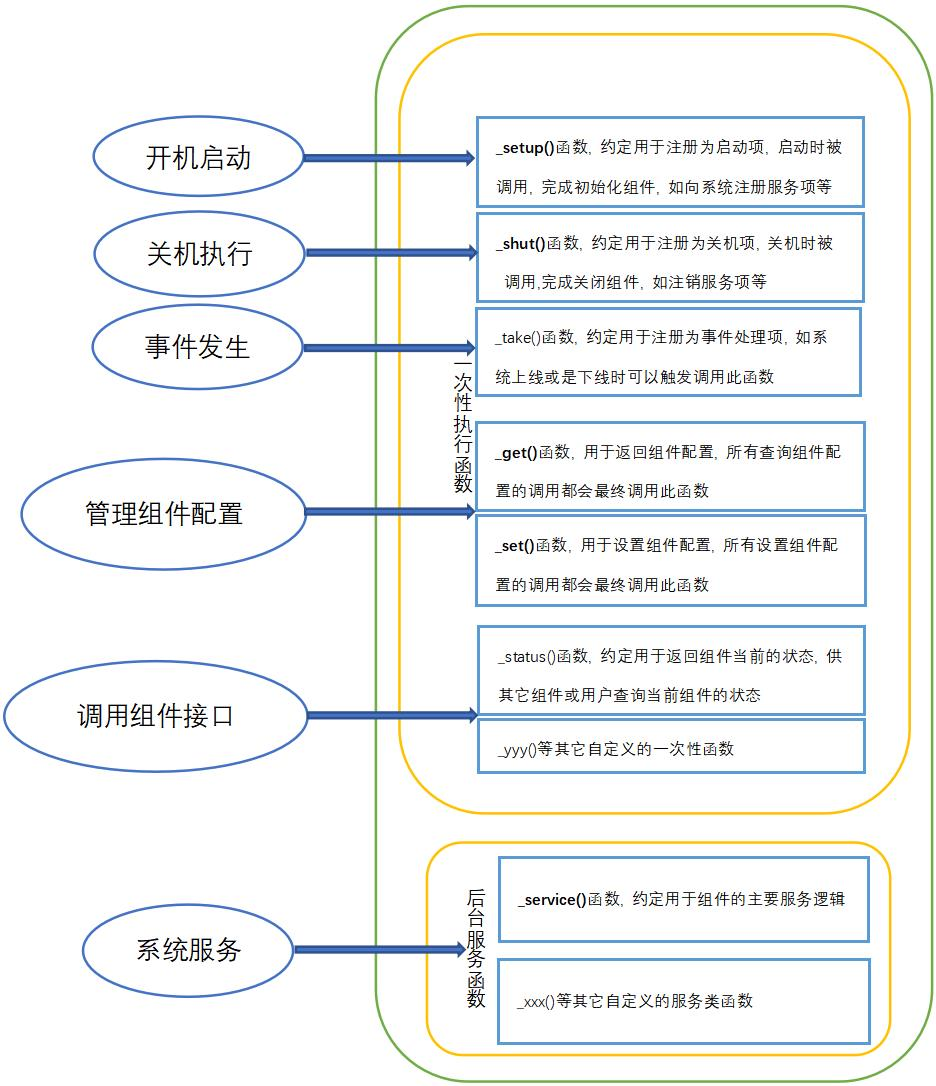 开机启动
_setup()函数, 约定用于注册为启动项, 启动时被
调用, 完成初始化组件, 如向系统注册服务项等
关机执行
_shut()函数, 约定用于注册为关机项, 关机时被
调用,完成关闭组件, 如注销服务项等
事件发生
_take()函数, 约定用于注册为事件处理项, 如系
统上线或是下线时可以触发调用此函数
一次性执行函数
管理组件配置
_get()函数, 用于返回组件配置, 所有查询组件配
置的调用都会最终调用此函数
_set()函数, 用于设置组件配置, 所有设置组件配
置的调用都会最终调用此函数
调用组件接口
_status()函数, 约定用于返回组件当前的状态, 供
其它组件或用户查询当前组件的状态
_yyy()等其它自定义的一次性函数
系统服务
后台服务函数
_service()函数, 约定用于组件的主要服务逻辑
_xxx()等其它自定义的服务类函数